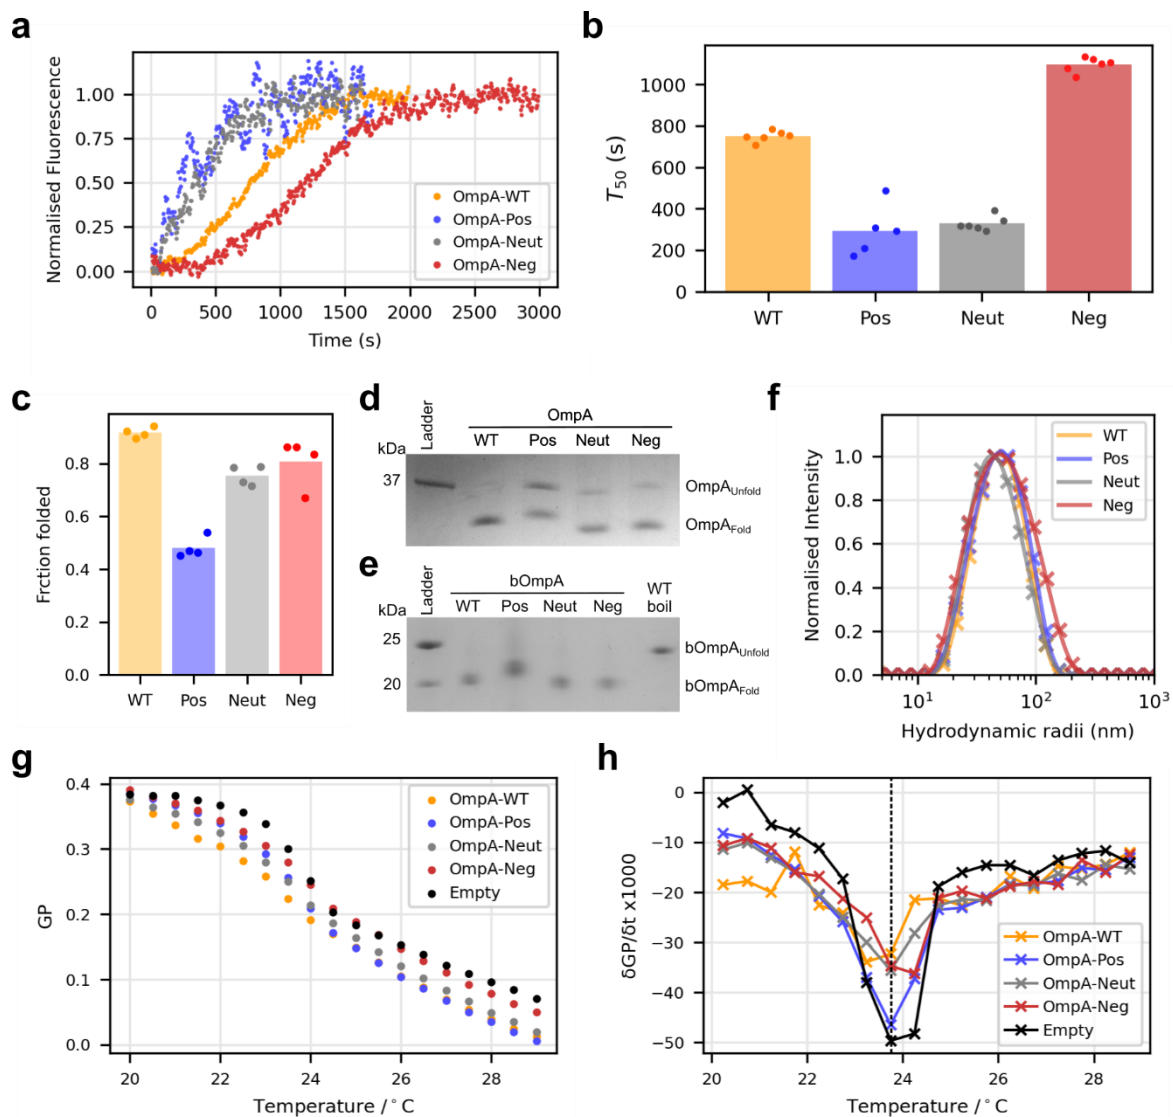 a
Normalised Fluorescence
1.00
0.75
0.50
0.25
0.00
OmpA-WT
OmpA-Pos
OmpA-Neut
OmpA-Neg
0 500 1000 1500 2000 2500 3000
Time (s)
b
T50 (s)
1000
800
600
400
200
0
WT Pos Neut Neg
c
Frction folded
0.8
0.6
0.4
0.2
0.0
WT Pos Neut Neg
d
OmpA
Ladder
kDa
WT Pos Neut Neg
37
OmpAUnfold
OmpAFold
e
bOmpA
Ladder
kDa
WT Pos Neut Neg
WT
boil
25
20
bOmpAUnfold
bOmpAFold
f
Normalised Intensity
1.0
0.8
0.6
0.4
0.2
0.0
WT
Pos
Neut
Neg
10¹ 10² 10³
Hydrodynamic radii (nm)
g
GP
0.4
0.3
0.2
0.1
0.0
OmpA-WT
OmpA-Pos
OmpA-Neut
OmpA-Neg
Empty
20 22 24 26 28
Temperature / °C
h
δGP/δt x1000
0
−10
−20
−30
−40
−50
OmpA-WT
OmpA-Pos
OmpA-Neut
OmpA-Neg
Empty
20 22 24 26 28
Temperature / °C